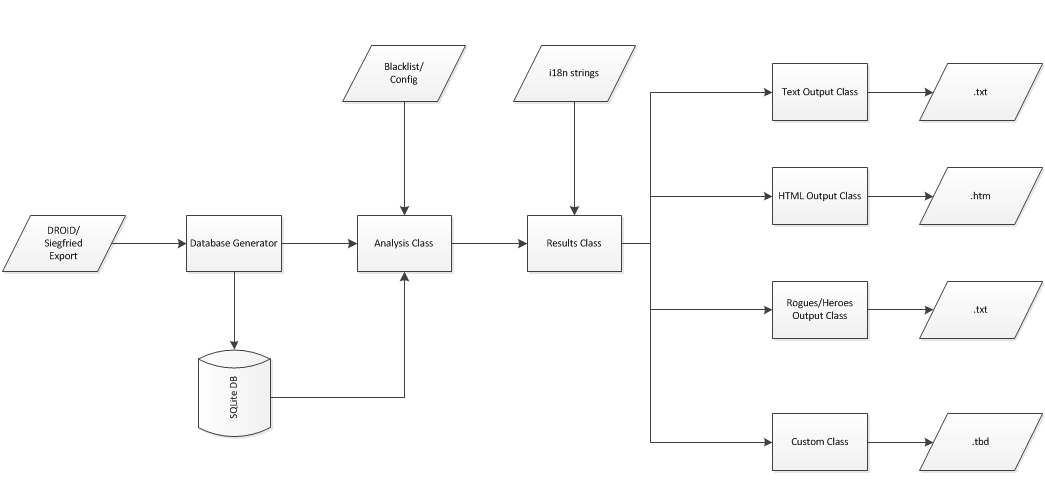 Blacklist/
Config
i18n strings
Text Output Class
.txt
HTML Output Class
.htm
DROID/
Siegfried
Export
Database Generator
Analysis Class
Results Class
Rogues/Heroes
Output Class
.txt
SQLite DB
Custom Class
.tbd